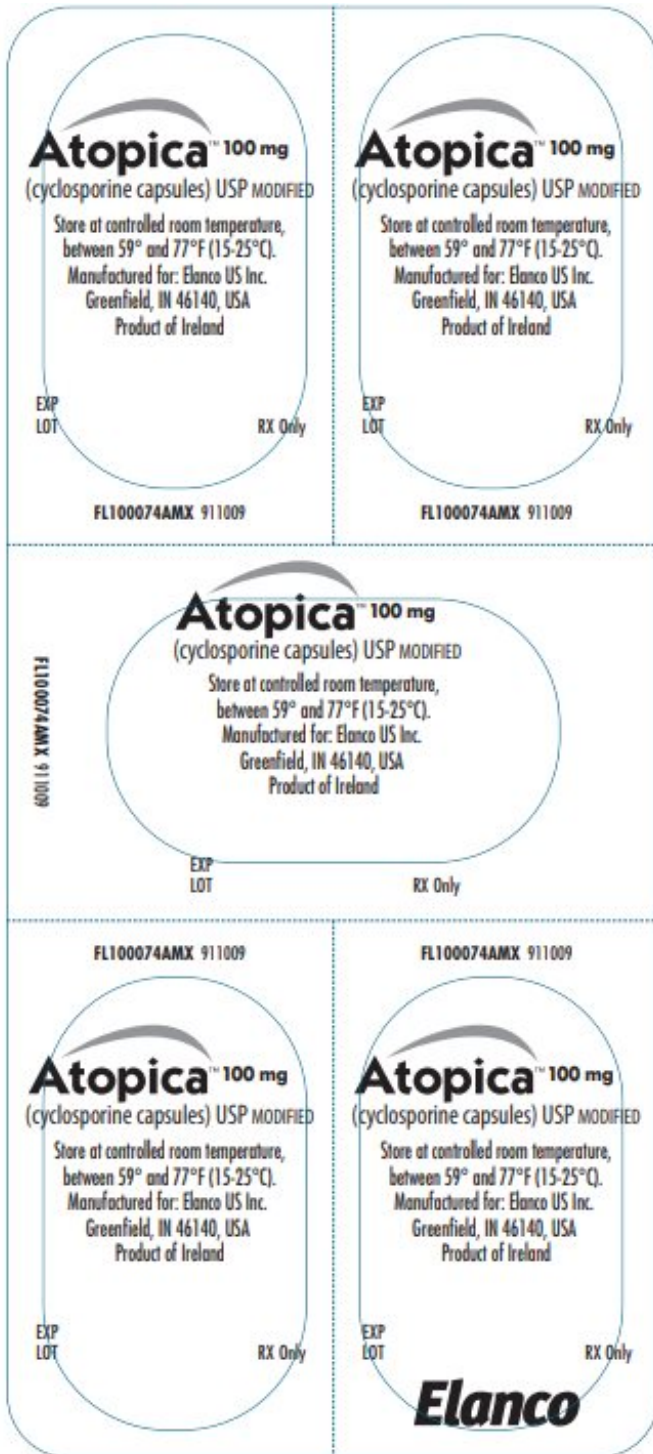 Atopica™ 100 mg
(cyclosporine capsules) USP MODIFIED
Store at controlled room temperature,
between 59° and 77°F (15-25°C).
Manufactured for: Elanco US Inc.
Greenfield, IN 46140, USA
Product of Ireland
EXP
LOT
RX Only
FL100074AMX 911009
Atopica™ 100 mg
(cyclosporine capsules) USP MODIFIED
Store at controlled room temperature,
between 59° and 77°F (15-25°C).
Manufactured for: Elanco US Inc.
Greenfield, IN 46140, USA
Product of Ireland
EXP
LOT
RX Only
FL100074AMX 911009
FL100074AMX 911009
Atopica™ 100 mg
(cyclosporine capsules) USP MODIFIED
Store at controlled room temperature,
between 59° and 77°F (15-25°C).
Manufactured for: Elanco US Inc.
Greenfield, IN 46140, USA
Product of Ireland
EXP
LOT
RX Only
FL100074AMX 911009
Atopica™ 100 mg
(cyclosporine capsules) USP MODIFIED
Store at controlled room temperature,
between 59° and 77°F (15-25°C).
Manufactured for: Elanco US Inc.
Greenfield, IN 46140, USA
Product of Ireland
EXP
LOT
RX Only
FL100074AMX 911009
Atopica™ 100 mg
(cyclosporine capsules) USP MODIFIED
Store at controlled room temperature,
between 59° and 77°F (15-25°C).
Manufactured for: Elanco US Inc.
Greenfield, IN 46140, USA
Product of Ireland
EXP
LOT
RX Only
Elanco